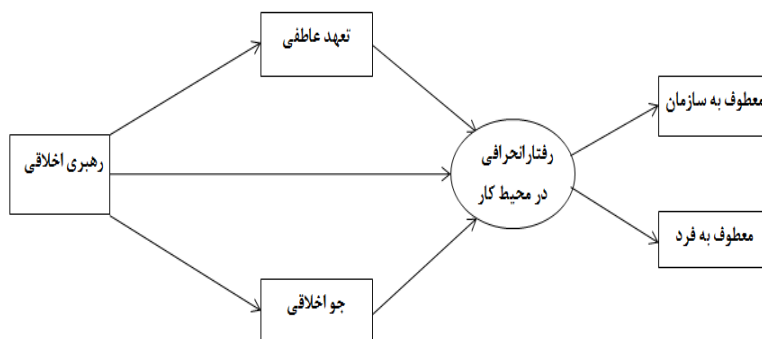 تعهد عاطفی
معطوف به سازمان
رهبری اخلاقی
رفتارانحرافی
در محیط کار
معطوف به فرد
جو اخلاقی